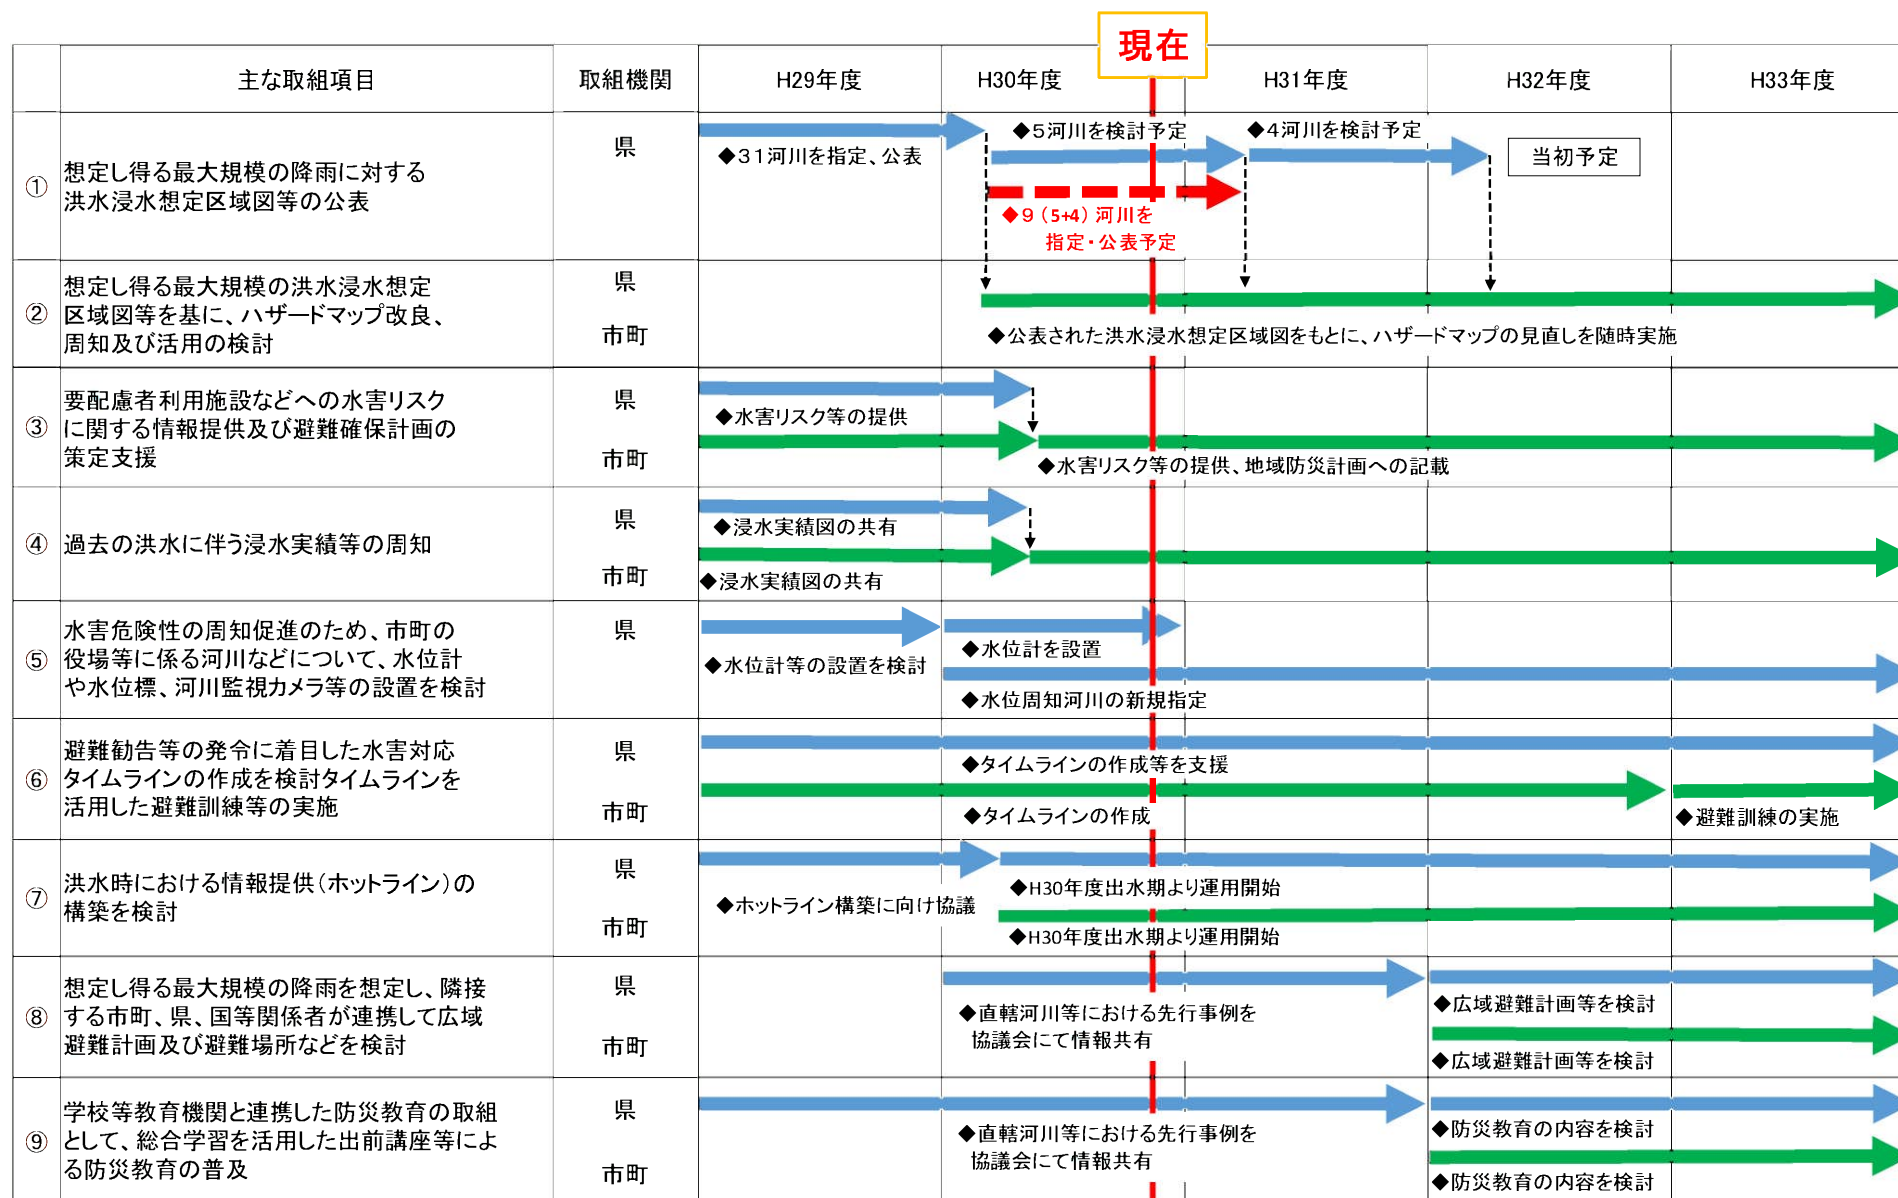 現在
主な取組項目 取組機関 H29年度 H30年度 H31年度 H32年度 H33年度
① 想定し得る最大規模の降雨に対する
洪水浸水想定区域図等の公表
県
◆31河川を指定、公表
◆5河川を検討予定
◆4河川を検討予定
当初予定
◆9（5+4）河川を
指定・公表予定
② 想定し得る最大規模の洪水浸水想定
区域図等を基に、ハザードマップ改良、
周知及び活用の検討
県
市町
◆公表された洪水浸水想定区域図をもとに、ハザードマップの見直しを随時実施
③ 要配慮者利用施設などへの水害リスク
に関する情報提供及び避難確保計画の
策定支援
県
市町
◆水害リスク等の提供
◆水害リスク等の提供、地域防災計画への記載
④ 過去の洪水に伴う浸水実績等の周知
県
市町
◆浸水実績図の共有
◆浸水実績図の共有
⑤ 水害危険性の周知促進のため、市町の
役場等に係る河川などについて、水位計
や水位標、河川監視カメラ等の設置を検討
県
◆水位計等の設置を検討
◆水位計を設置
◆水位周知河川の新規指定
⑥ 避難勧告等の発令に着目した水害対応
タイムラインの作成を検討タイムラインを
活用した避難訓練等の実施
県
市町
◆タイムラインの作成等を支援
◆タイムラインの作成
◆避難訓練の実施
⑦ 洪水時における情報提供（ホットライン）の
構築を検討
県
市町
◆ホットライン構築に向け協議
◆H30年度出水期より運用開始
◆H30年度出水期より運用開始
⑧ 想定し得る最大規模の降雨を想定し、隣接
する市町、県、国等関係者が連携して広域
避難計画及び避難場所などを検討
県
市町
◆直轄河川等における先行事例を
協議会にて情報共有
◆広域避難計画等を検討
◆広域避難計画等を検討
⑨ 学校等教育機関と連携した防災教育の取組
として、総合学習を活用した出前講座等によ
る防災教育の普及
県
市町
◆直轄河川等における先行事例を
協議会にて情報共有
◆防災教育の内容を検討
◆防災教育の内容を検討